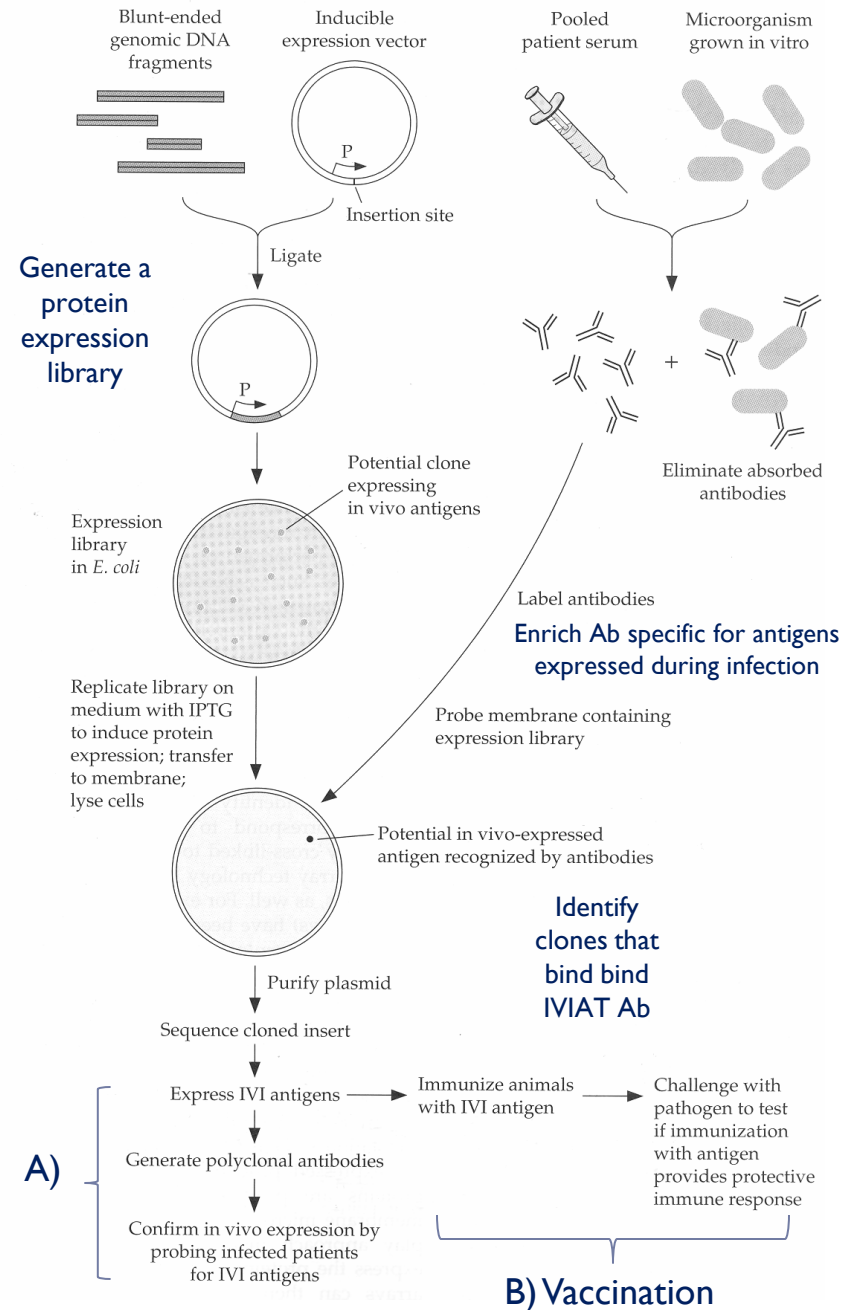 Blunt-ended
genomic DNA
fragments
Inducible
expression vector
Pooled
patient serum
Microorganism
grown in vitro
P
Insertion site
Ligate
Generate a
protein
expression
library
P
+
Eliminate absorbed
antibodies
Potential clone
expressing
in vivo antigens
Expression
library
in E. coli
Label antibodies
Enrich Ab specific for antigens
expressed during infection
Replicate library on
medium with IPTG
to induce protein
expression; transfer
to membrane;
lyse cells
Probe membrane containing
expression library
Potential in vivo-expressed
antigen recognized by antibodies
Identify
clones that
bind bind
IVIAT Ab
Purify plasmid
Sequence cloned insert
Express IVI antigens
Immunize animals
with IVI antigen
Challenge with
pathogen to test
if immunization
with antigen
provides protective
immune response
A)
Generate polyclonal antibodies
Confirm in vivo expression by
probing infected patients
for IVI antigens
B) Vaccination